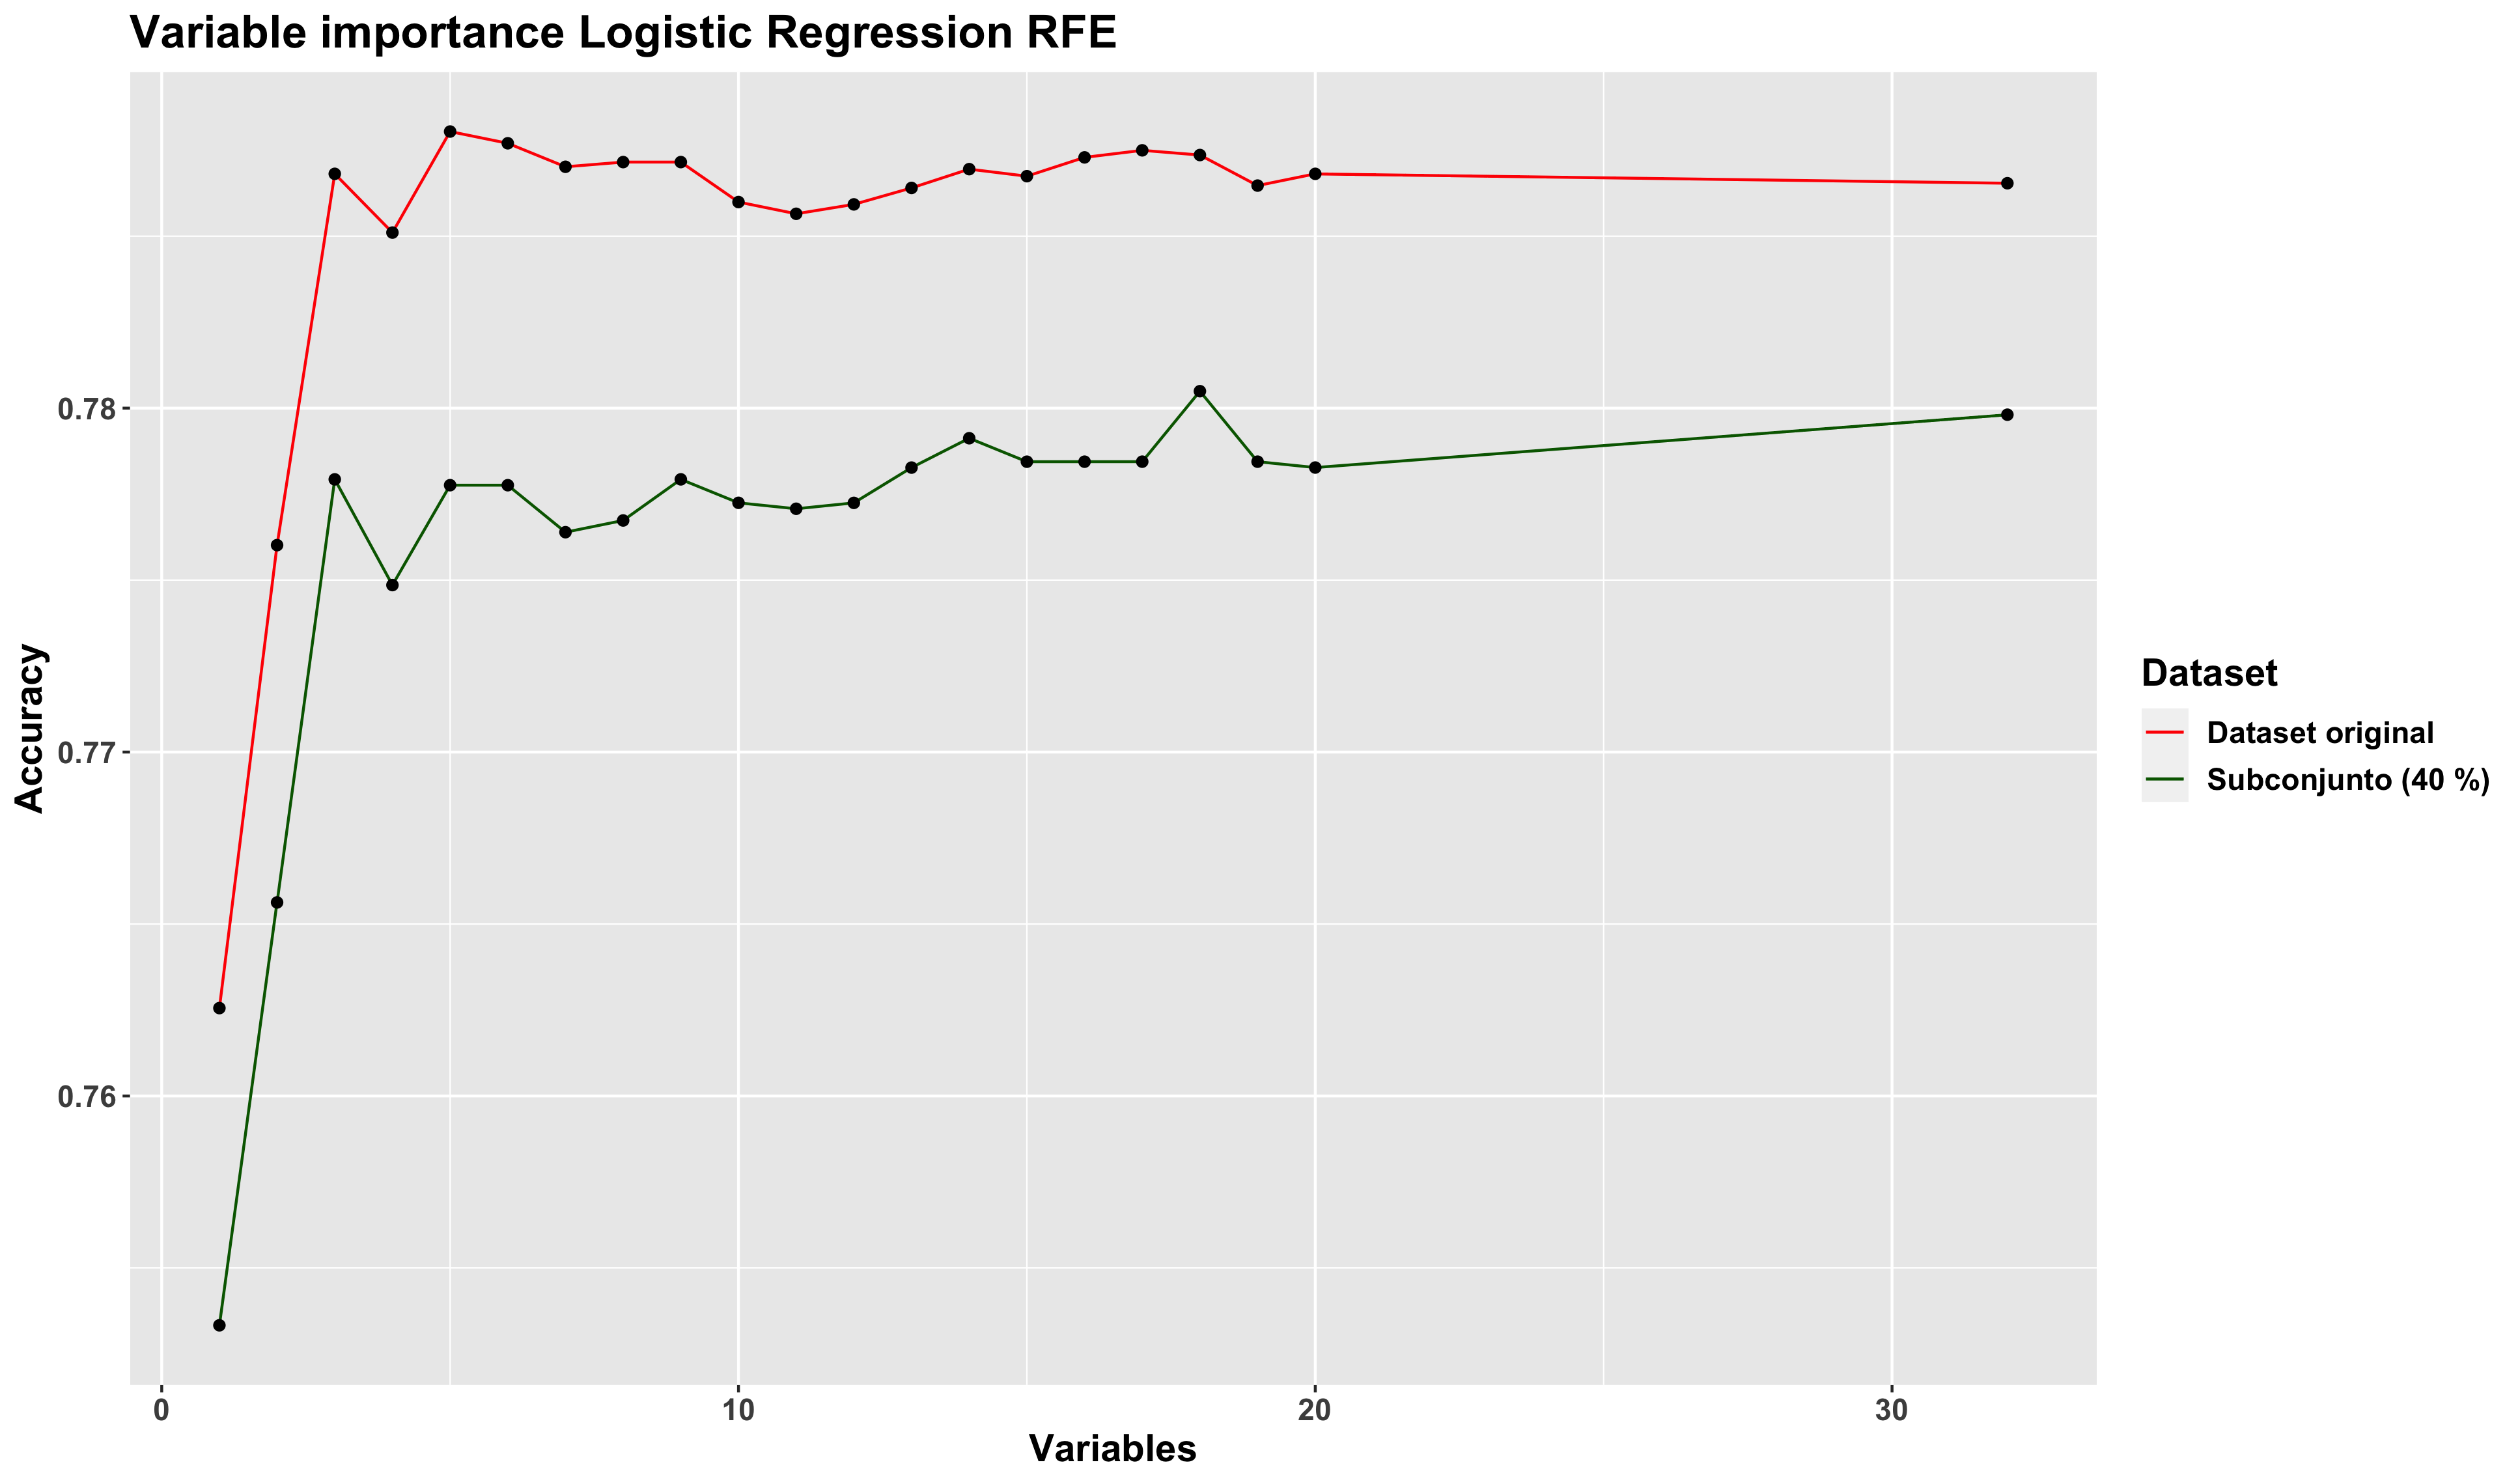 Variable importance Logistic Regression RFE
Accuracy
0.78
0.77
0.76
0
10
20
30
Variables
Dataset
Dataset original
Subconjunto (40 %)